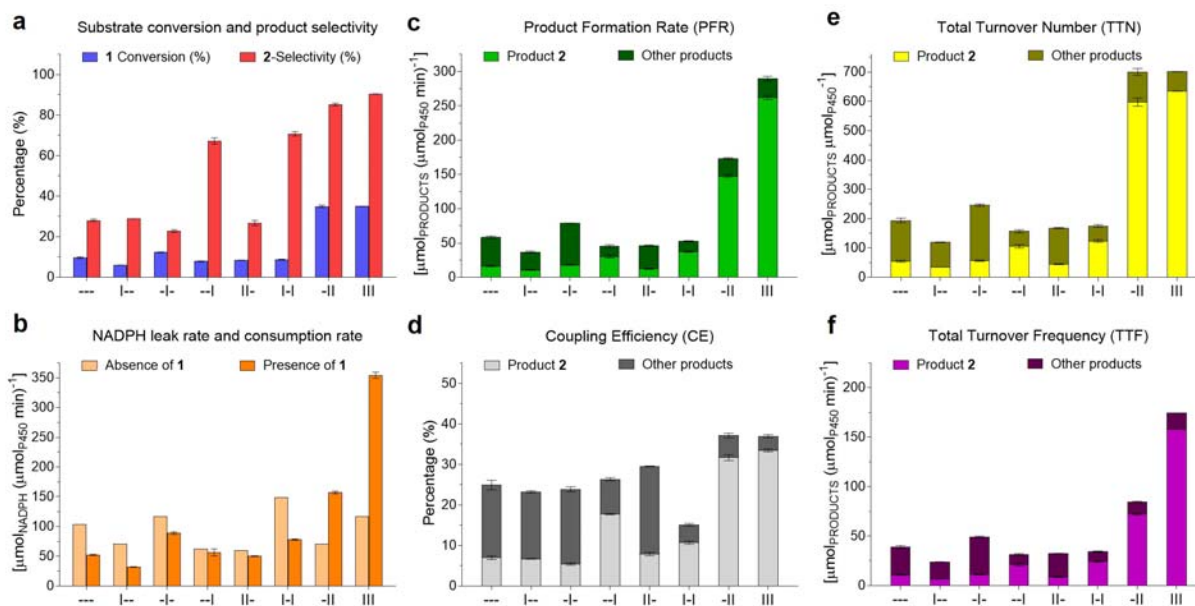 a
Substrate conversion and product selectivity
1 Conversion (%)
2-Selectivity (%)
Percentage (%)
100
80
60
40
20
0
---
I--
-I-
--I
II-
I-I
-II
III
b
NADPH leak rate and consumption rate
Absence of 1
Presence of 1
[µmolNADPH (µmolP450 min)-1]
350
300
250
200
150
100
50
0
---
I--
-I-
--I
II-
I-I
-II
III
c
Product Formation Rate (PFR)
Product 2
Other products
[µmolPRODUCTS (µmolP450 min)-1]
300
250
200
150
100
50
0
---
I--
-I-
--I
II-
I-I
-II
III
d
Coupling Efficiency (CE)
Product 2
Other products
Percentage (%)
50
40
30
20
10
0
---
I--
-I-
--I
II-
I-I
-II
III
e
Total Turnover Number (TTN)
Product 2
Other products
[µmolPRODUCTS µmolP450-1]
700
600
500
400
300
200
100
0
---
I--
-I-
--I
II-
I-I
-II
III
f
Total Turnover Frequency (TTF)
Product 2
Other products
[µmolPRODUCTS (µmolP450 min)-1]
200
150
100
50
0
---
I--
-I-
--I
II-
I-I
-II
III